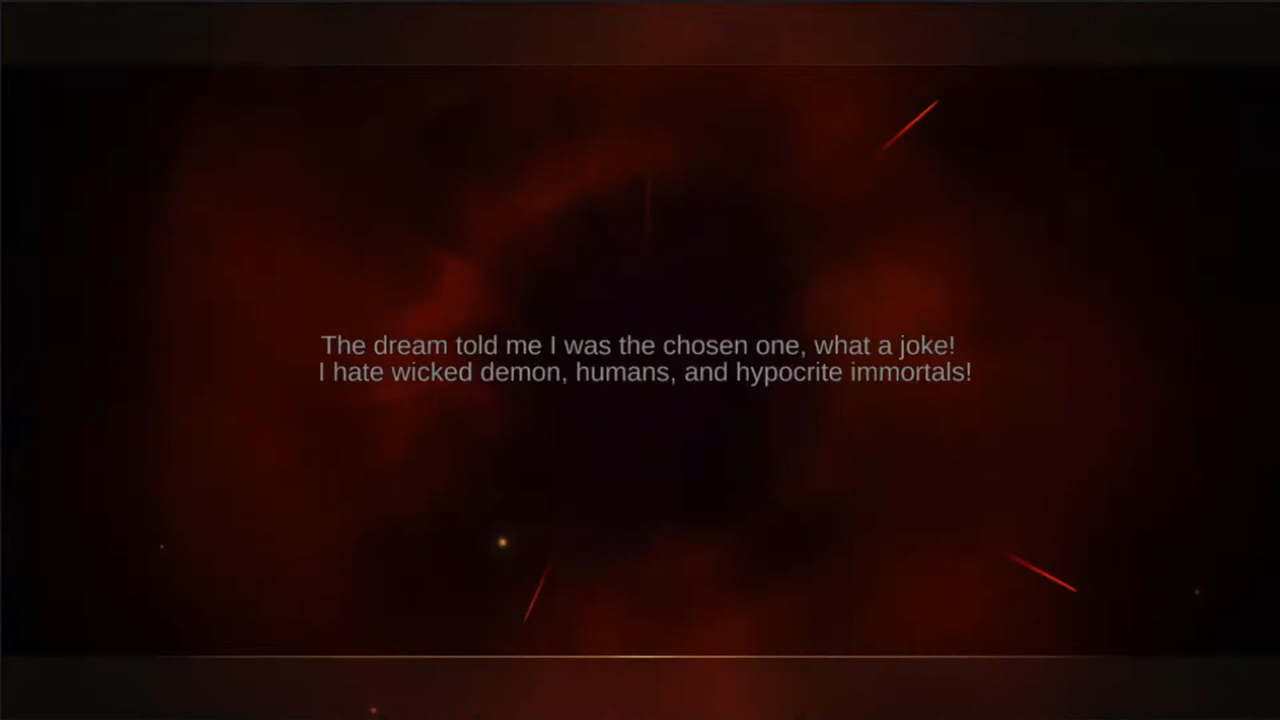 The dream told me I was the chosen one, what a joke!
I hate wicked demon, humans, and hypocrite immortals!